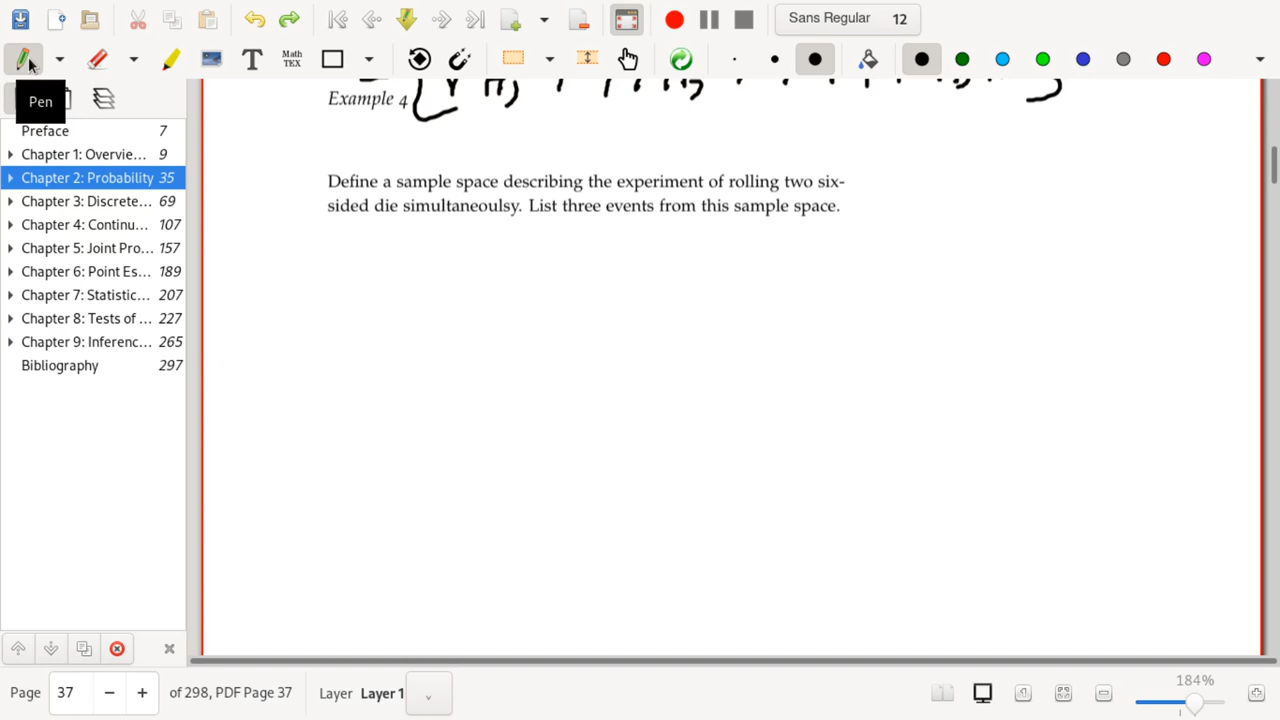 Sans Regular 12
Math
TEX
Pen
Preface 7
Chapter 1: Overvie... 9
Chapter 2: Probability 35
Chapter 3: Discrete... 69
Chapter 4: Continu... 107
Chapter 5: Joint Pro... 157
Chapter 6: Point Es... 189
Chapter 7: Statistic... 207
Chapter 8: Tests of ... 227
Chapter 9: Inferenc... 265
Bibliography 297
Example 4
Define a sample space describing the experiment of rolling two six-
sided die simultaneoulsy. List three events from this sample space.
Page 37 of 298, PDF Page 37 Layer Layer 1
184%